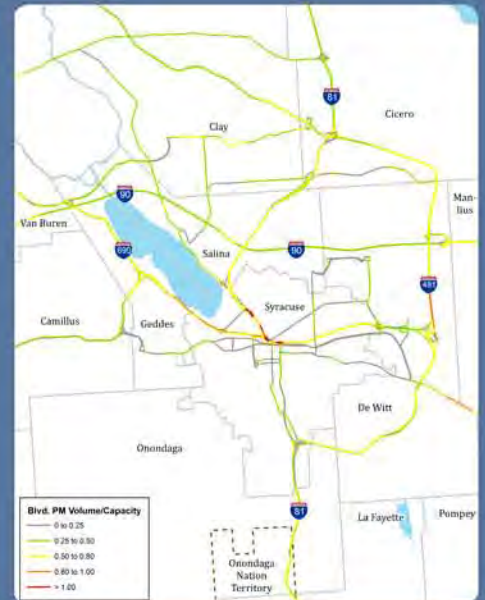 81
Cicero
Clay
90
Man-
lius
Van Buren
690
Salina
90
481
Syracuse
Camillus
Geddes
De Witt
Onondaga
81
La Fayette
Pompey
Onondaga
Nation
Territory
Blvd. PM Volume/Capacity
0 to 0.25
0.25 to 0.50
0.50 to 0.80
0.80 to 1.00
> 1.00